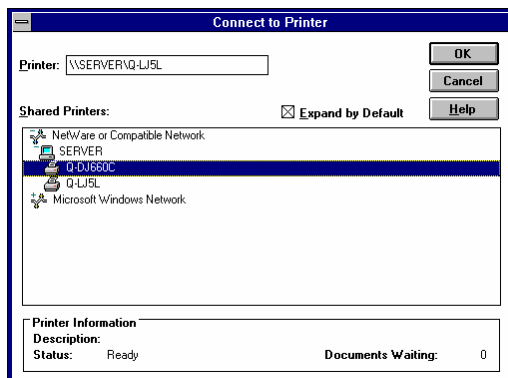 Connect to Printer
Printer: \\SERVER\Q-LJ5L
OK
Cancel
Help
Shared Printers:
Expand by Default
NetWare or Compatible Network
SERVER
Q-DJ660C
Q-LJ5L
Microsoft Windows Network
Printer Information
Description:
Status: Ready
Documents Waiting: 0